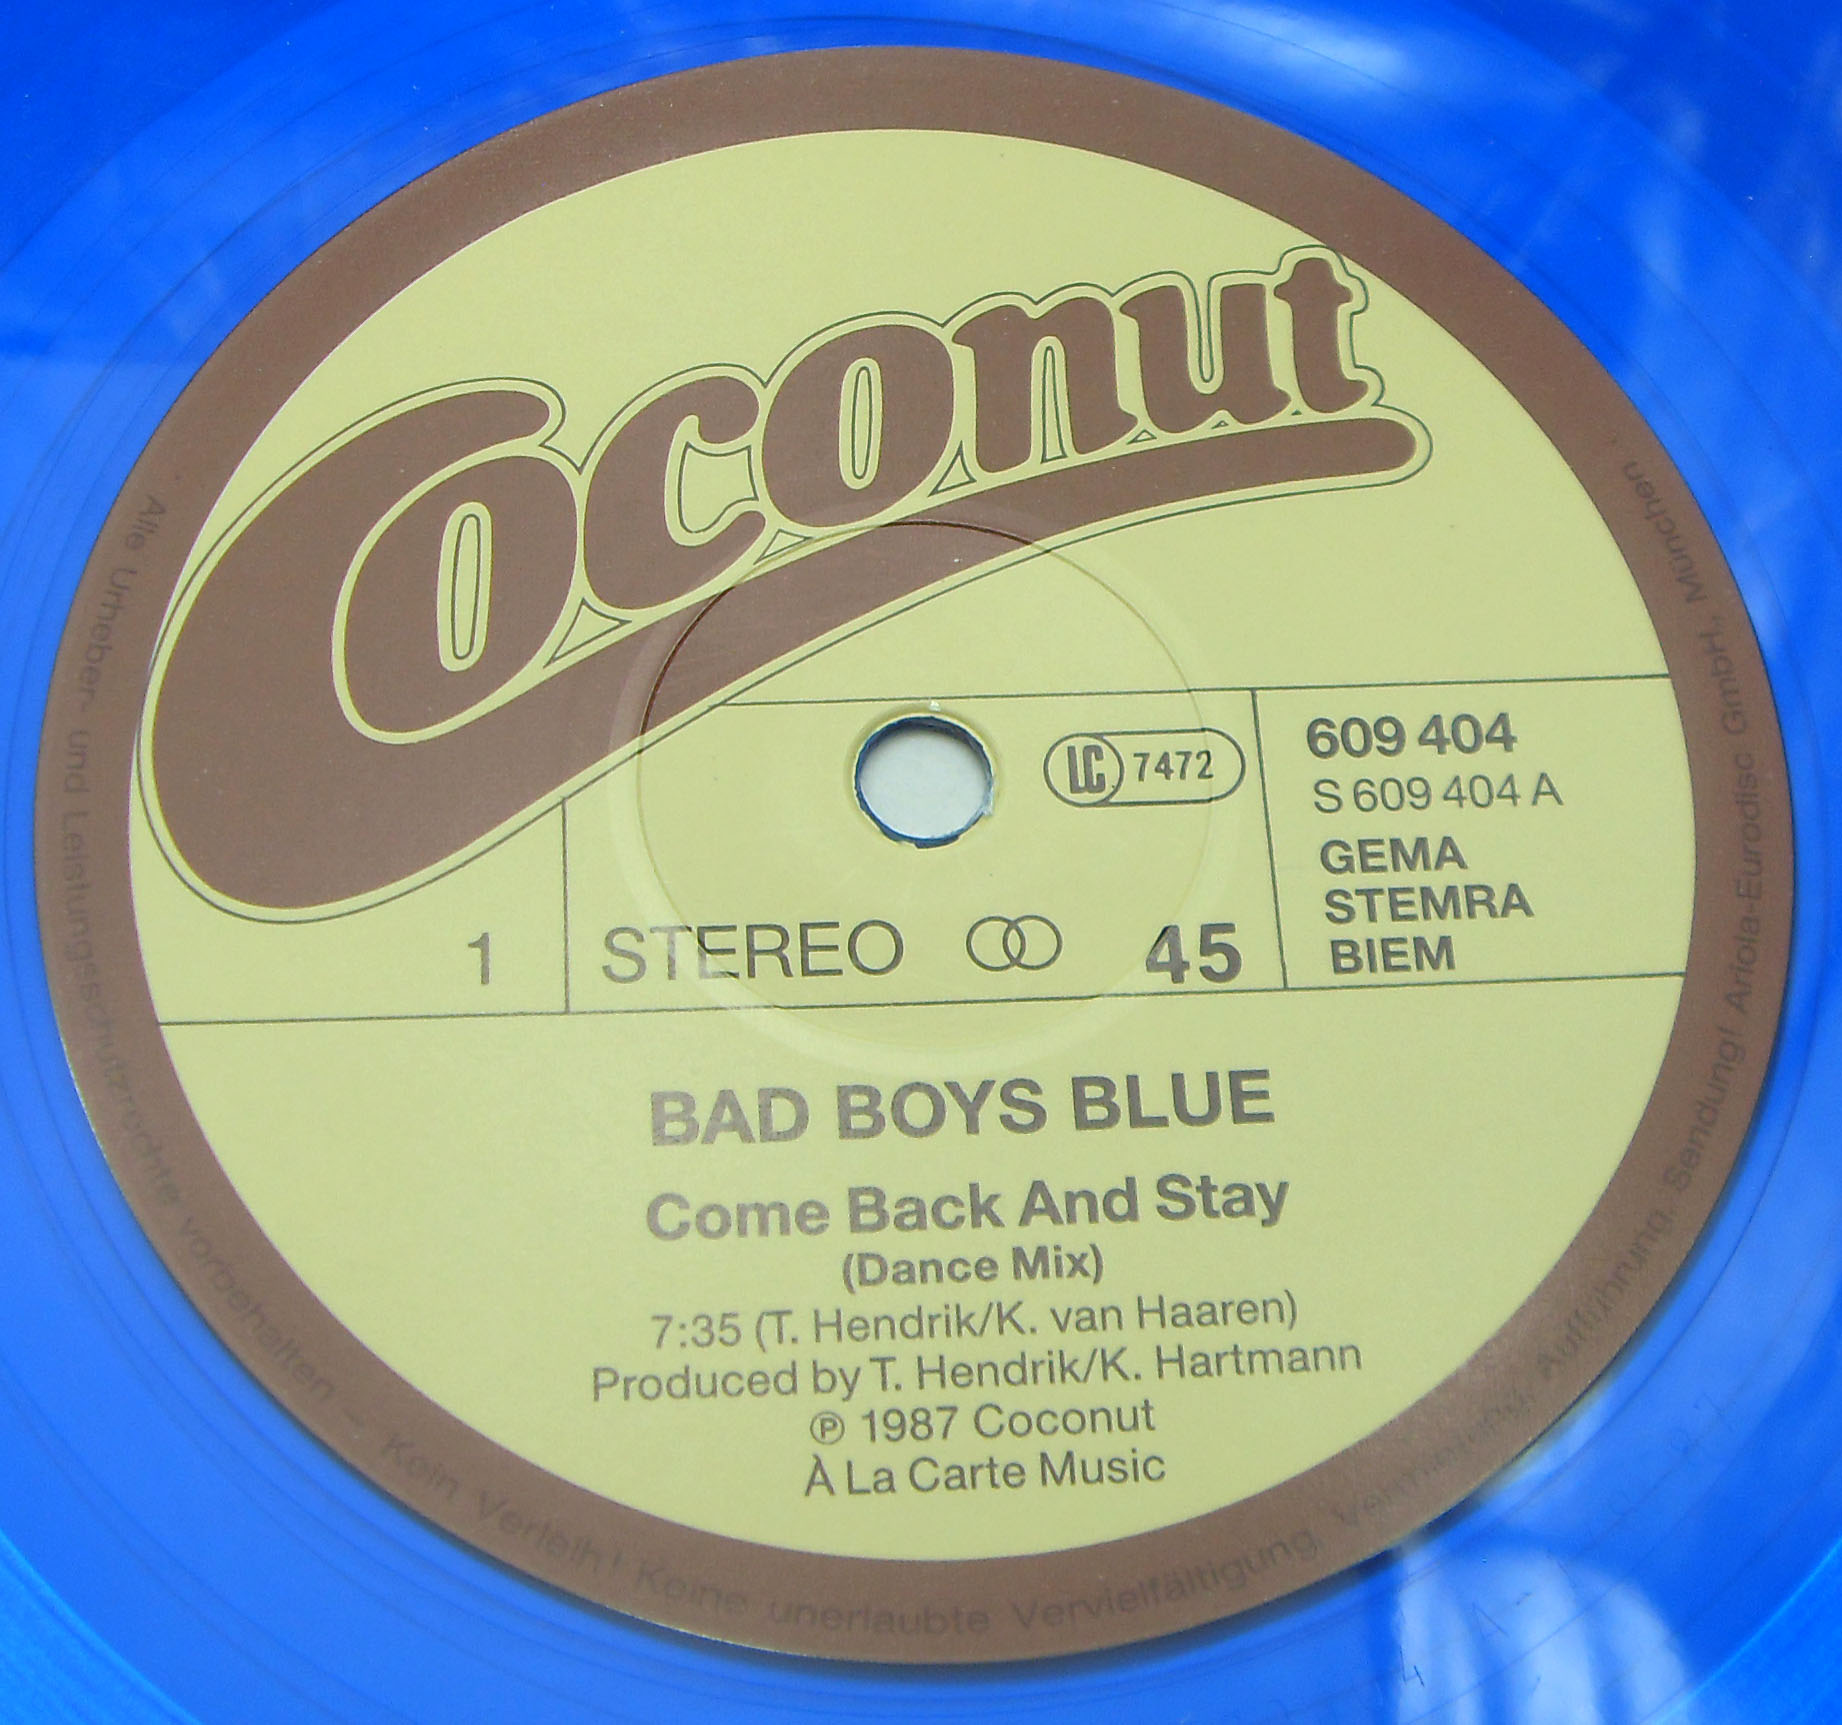 Coconut
LC 7472
609 404
S 609 404 A
GEMA
STEMRA
BIEM
1
STEREO
45
BAD BOYS BLUE
Come Back And Stay
(Dance Mix)
7:35 (T. Hendrik/K. van Haaren)
Produced by T. Hendrik/K. Hartmann
℗ 1987 Coconut
À La Carte Music
Alle Urheber- und Leistungsschutzrechte vorbehalten – Kein Verleih! Keine unerlaubte Vervielfältigung, Vermietung, Aufführung, Sendung! Ariola-Eurodisc GmbH, München